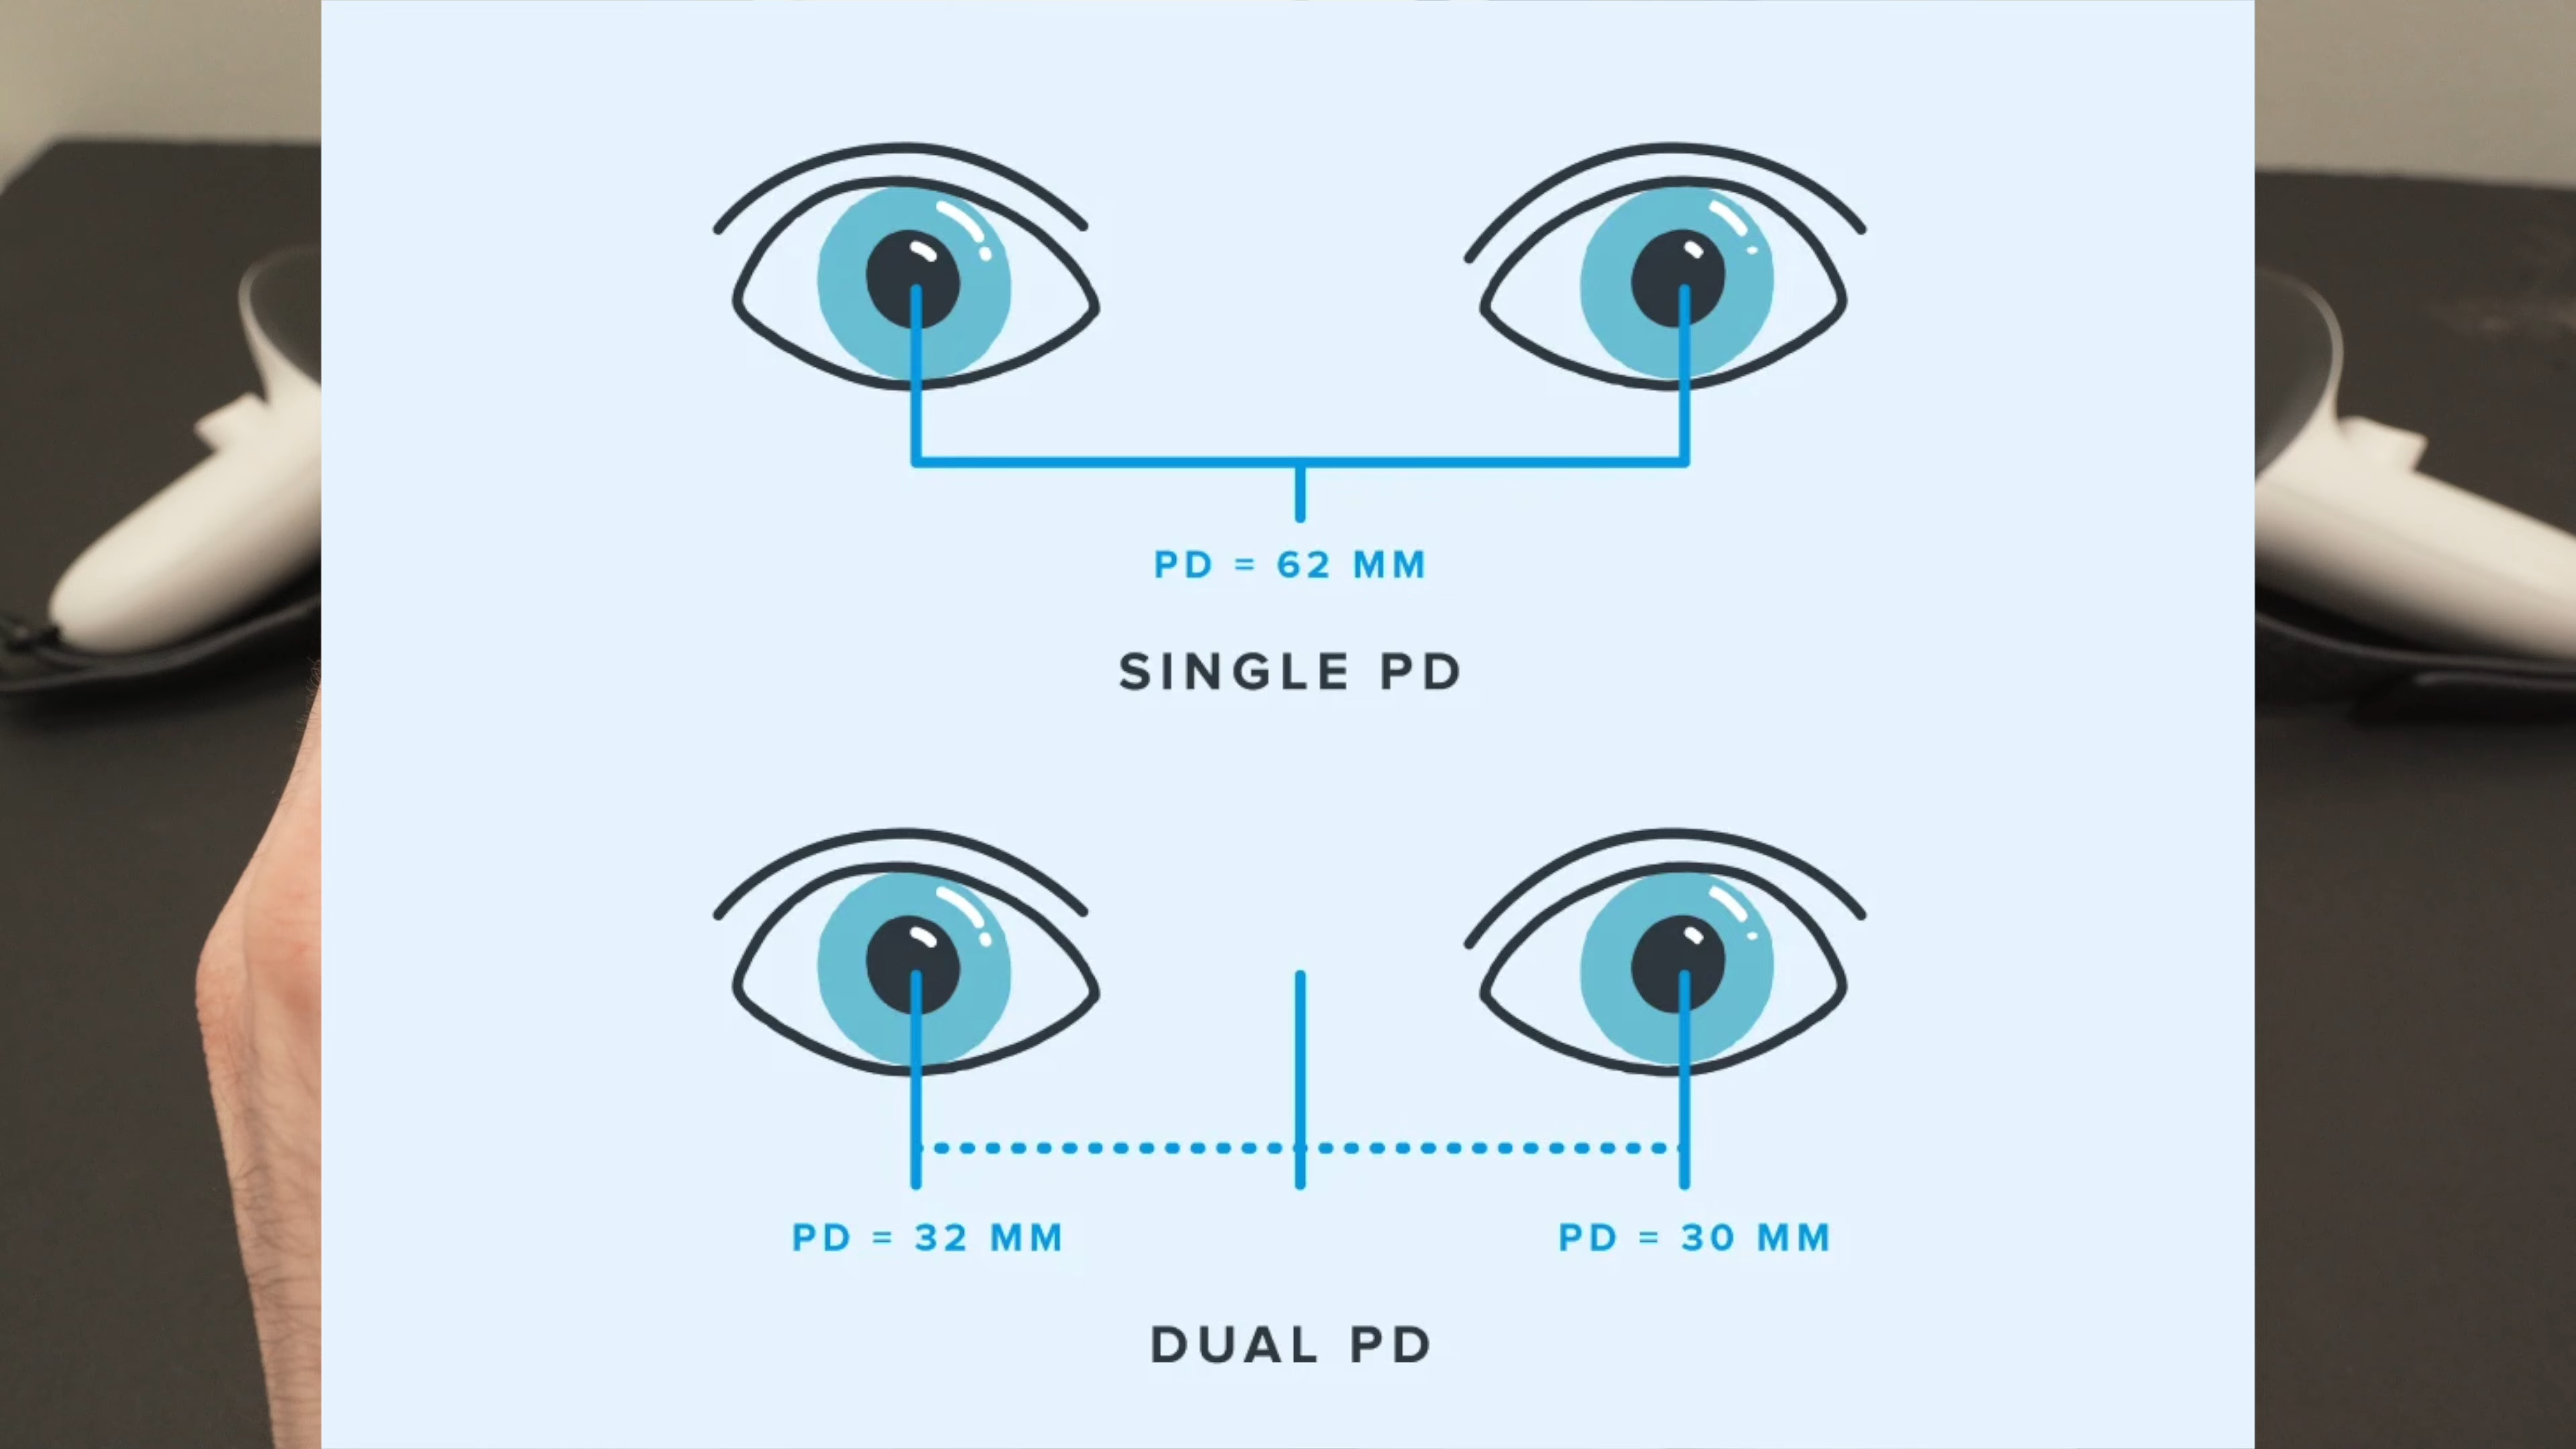 PD = 62 MM
SINGLE PD
PD = 32 MM
PD = 30 MM
DUAL PD